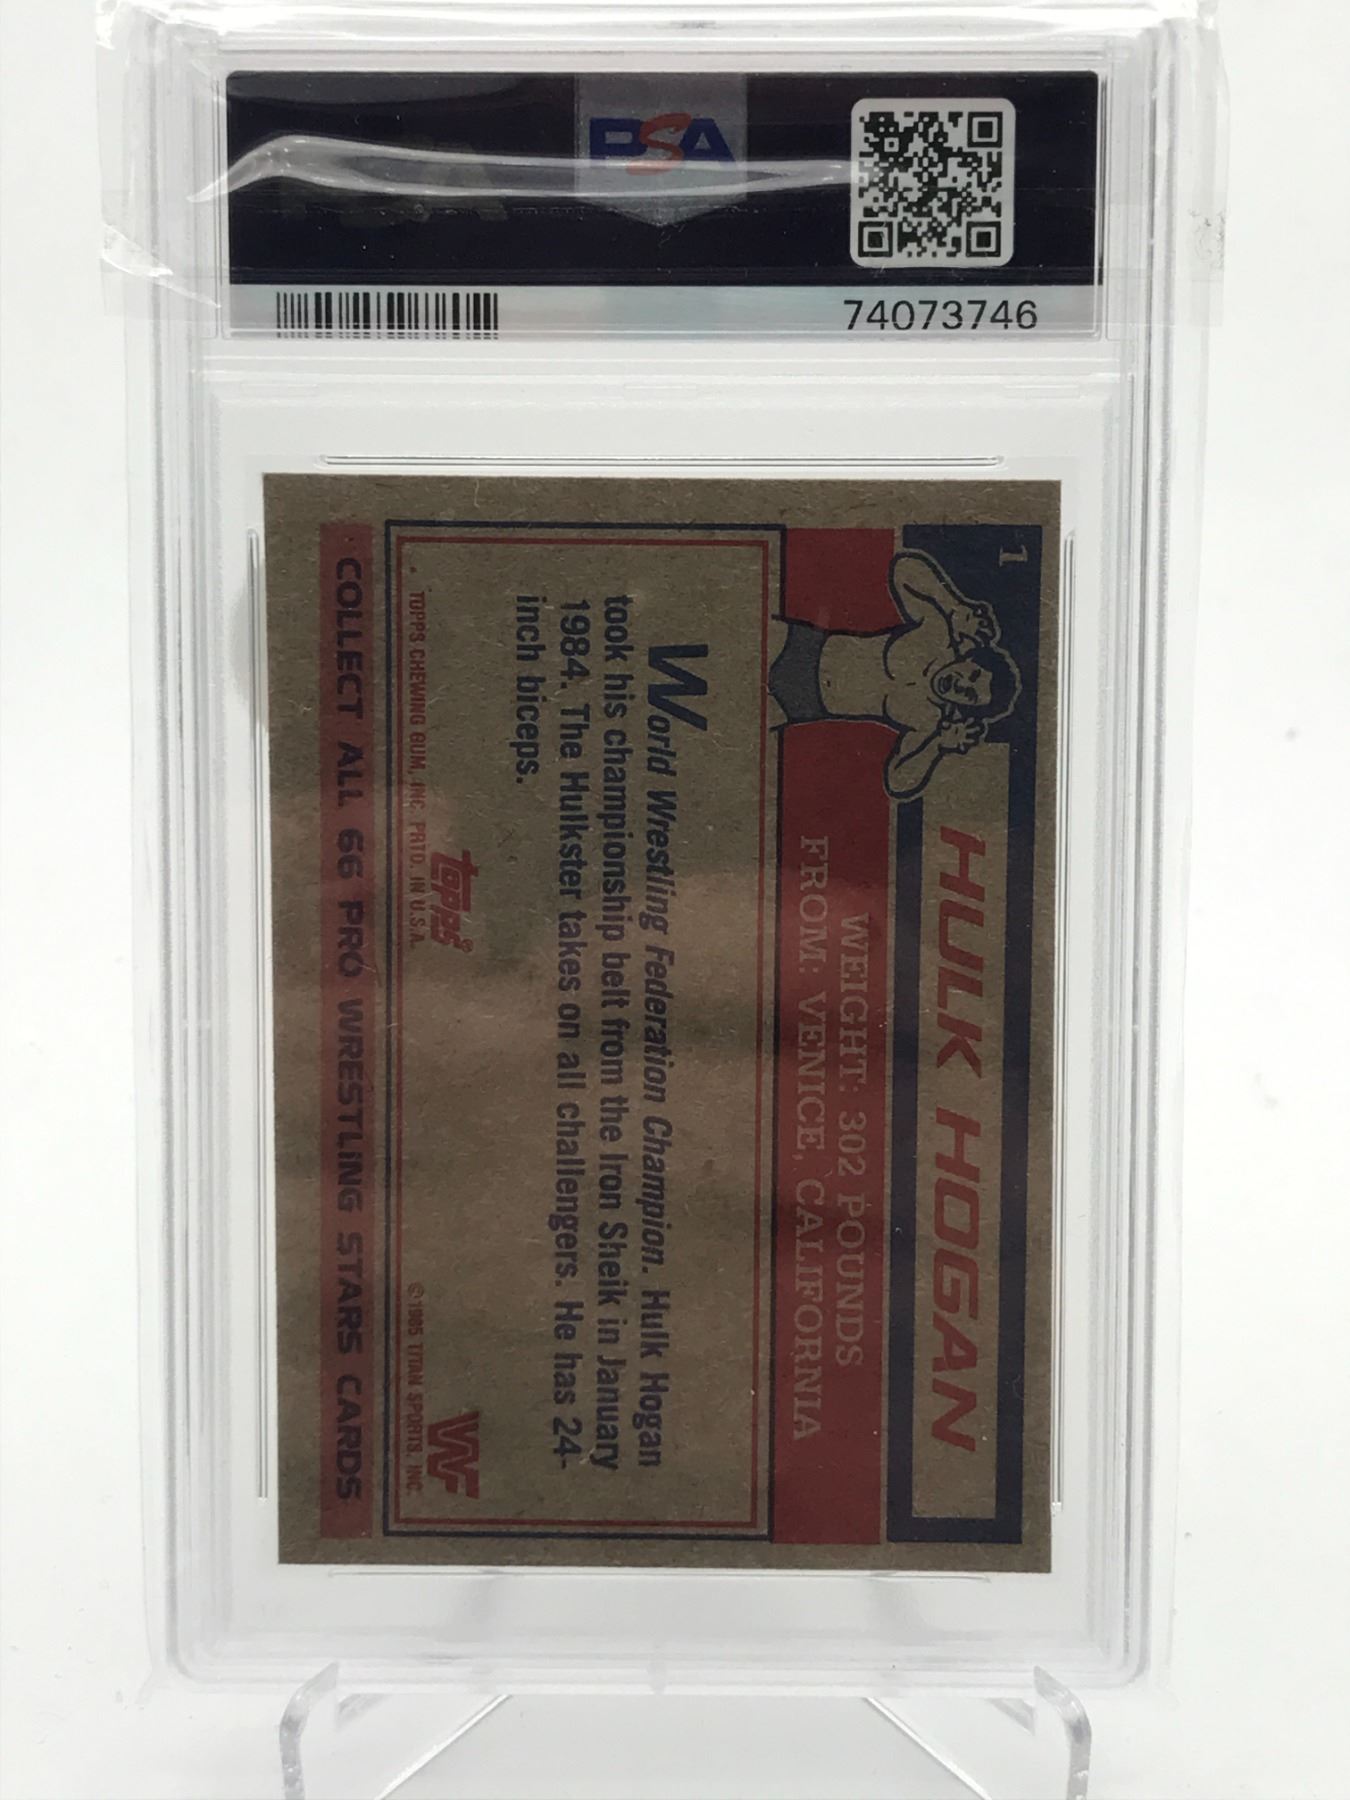 PSA
74073746
1
HULK HOGAN
WEIGHT: 302 POUNDS
FROM: VENICE, CALIFORNIA
World Wrestling Federation Champion. Hulk Hogan
took his championship belt from the Iron Sheik in January
1984. The Hulkster takes on all challengers. He has 24-
inch biceps.
topps®
WF
TOPPS CHEWING GUM, INC. PRTD. IN U.S.A.
©1985 TITAN SPORTS, INC.
COLLECT ALL 66 PRO WRESTLING STARS CARDS